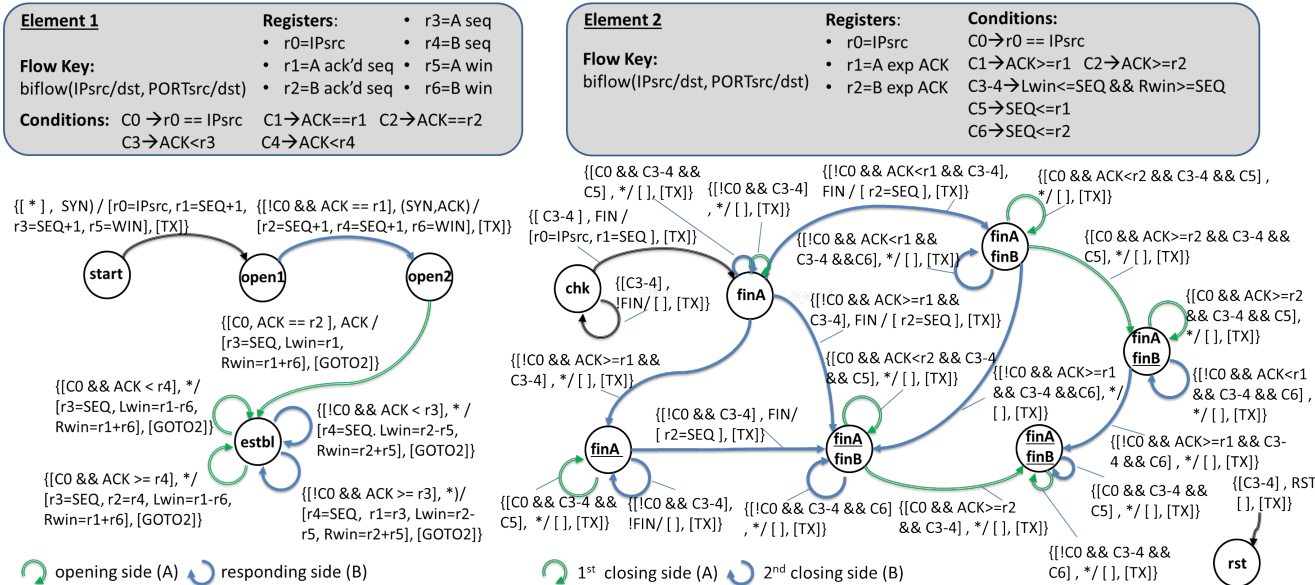 Element 1
Flow Key:
biflow(IPsrc/dst, PORTsrc/dst)
Registers:
• r0=IPsrc
• r1=A ack'd seq
• r2=B ack'd seq
• r3=A seq
• r4=B seq
• r5=A win
• r6=B win
Conditions: C0 →r0 == IPsrc C1→ACK==r1 C2→ACK==r2
C3→ACK<r3 C4→ACK<r4
Element 2
Flow Key:
biflow(IPsrc/dst, PORTsrc/dst)
Registers:
• r0=IPsrc
• r1=A exp ACK
• r2=B exp ACK
Conditions:
C0→r0 == IPsrc
C1→ACK>=r1 C2→ACK>=r2
C3-4→Lwin<=SEQ && Rwin>=SEQ
C5→SEQ<=r1
C6→SEQ<=r2
{[ * ] , SYN) / [r0=IPsrc, r1=SEQ+1,
r3=SEQ+1, r5=WIN], [TX]}
{[!C0 && ACK == r1], (SYN,ACK) /
[r2=SEQ+1, r4=SEQ+1, r6=WIN], [TX]}
start
open1
open2
{[C0, ACK == r2 ], ACK /
[r3=SEQ, Lwin=r1,
Rwin=r1+r6], [GOTO2]}
{[C0 && ACK < r4], */
[r3=SEQ, Lwin=r1-r6,
Rwin=r1+r6], [GOTO2]}
estbl
{[!C0 && ACK < r3], * /
[r4=SEQ. Lwin=r2-r5,
Rwin=r2+r5], [GOTO2]}
{[C0 && ACK >= r4], */
[r3=SEQ, r2=r4, Lwin=r1-r6,
Rwin=r1+r6], [GOTO2]}
{[!C0 && ACK >= r3], *)/
[r4=SEQ, r1=r3, Lwin=r2-
r5, Rwin=r2+r5], [GOTO2]}
opening side (A)
responding side (B)
{[C0 && C3-4 &&
C5], */ [ ], [TX]}
{[!C0 && C3-4]
, */ [ ], [TX]}
{[!C0 && ACK<r1 && C3-4],
FIN / [ r2=SEQ ], [TX]}
{[C0 && ACK<r2 && C3-4 && C5] ,
*/ [ ], [TX]}
{[ C3-4 ] , FIN /
[r0=IPsrc, r1=SEQ ], [TX]}
{[!C0 && ACK<r1 &&
C3-4 &&C6], */ [ ], [TX]}
finA
finB
{[C0 && ACK>=r2 && C3-4 &&
C5], */ [ ], [TX]}
chk
{[C3-4] ,
!FIN/ [ ], [TX]}
finA
{[!C0 && ACK>=r1 &&
C3-4], FIN / [ r2=SEQ ], [TX]}
{[C0 && ACK>=r2
&& C3-4 && C5],
*/ [ ], [TX]}
finA
finB
{[!C0 && ACK>=r1 &&
C3-4] , */ [ ], [TX]}
{[C0 && ACK<r2 && C3-4
&& C5], */ [ ], [TX]}
{[!C0 && ACK>=r1
&& C3-4 &&C6], */
[ ], [TX]}
{[!C0 && ACK<r1
&& C3-4 && C6] ,
*/ [ ], [TX]}
{[!C0 && C3-4] , FIN/
[ r2=SEQ ], [TX]}
finA
finA
finB
finA
finB
{[!C0 && ACK>=r1 && C3-
4 && C6] , */ [ ], [TX]}
{[C0 && C3-4 &&
C5], */ [ ], [TX]}
{[!C0 && C3-4],
!FIN/ [ ], [TX]}
{[!C0 && C3-4 && C6]
, */ [ ], [TX]}
{[C0 && ACK>=r2
&& C3-4], */ [ ], [TX]}
{[C0 && C3-4 &&
C5], */ [ ], [TX]}
{[C3-4] , RST
[ ], [TX]}
{[!C0 && C3-4 &&
C6] , */ [ ], [TX]}
rst
1st closing side (A)
2nd closing side (B)